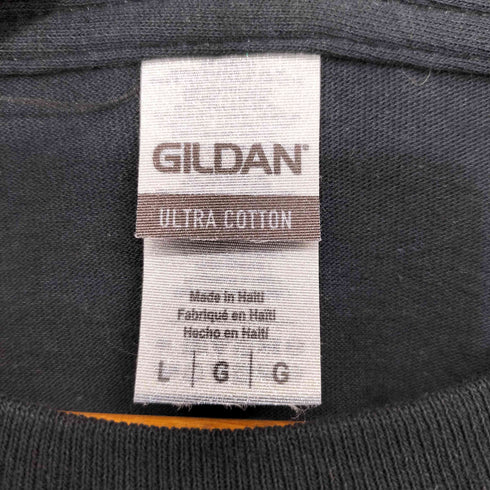 GILDAN
ULTRA COTTON
Made in Haiti
Fabriqué en Haïti
Hecho en Haití
L | G | G